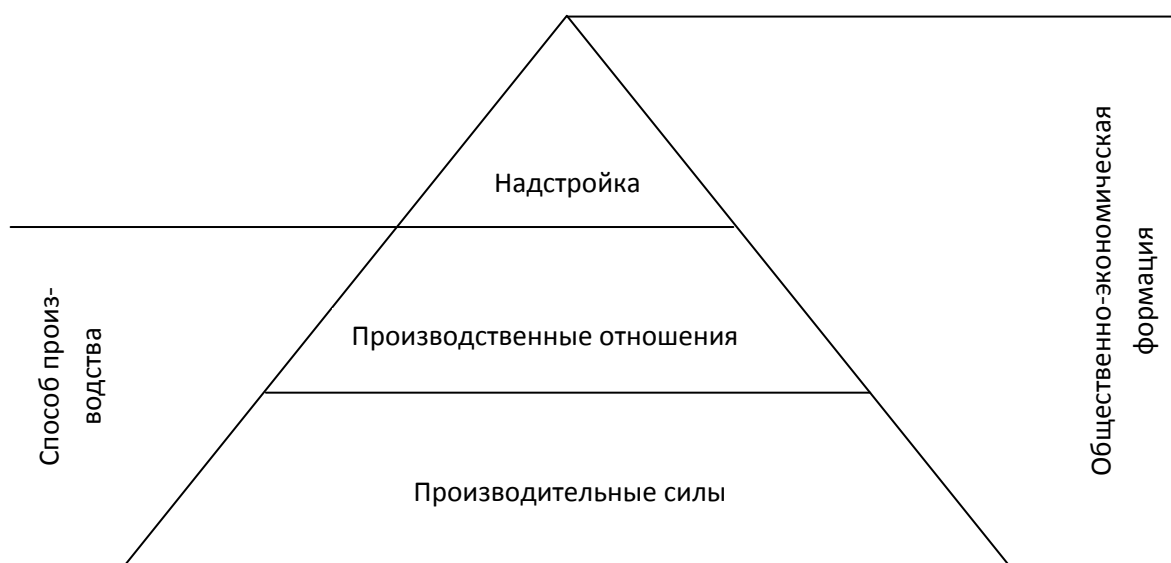 Надстройка
Способ произ-
водства
Производственные отношения
Производительные силы
Общественно-экономическая
формация